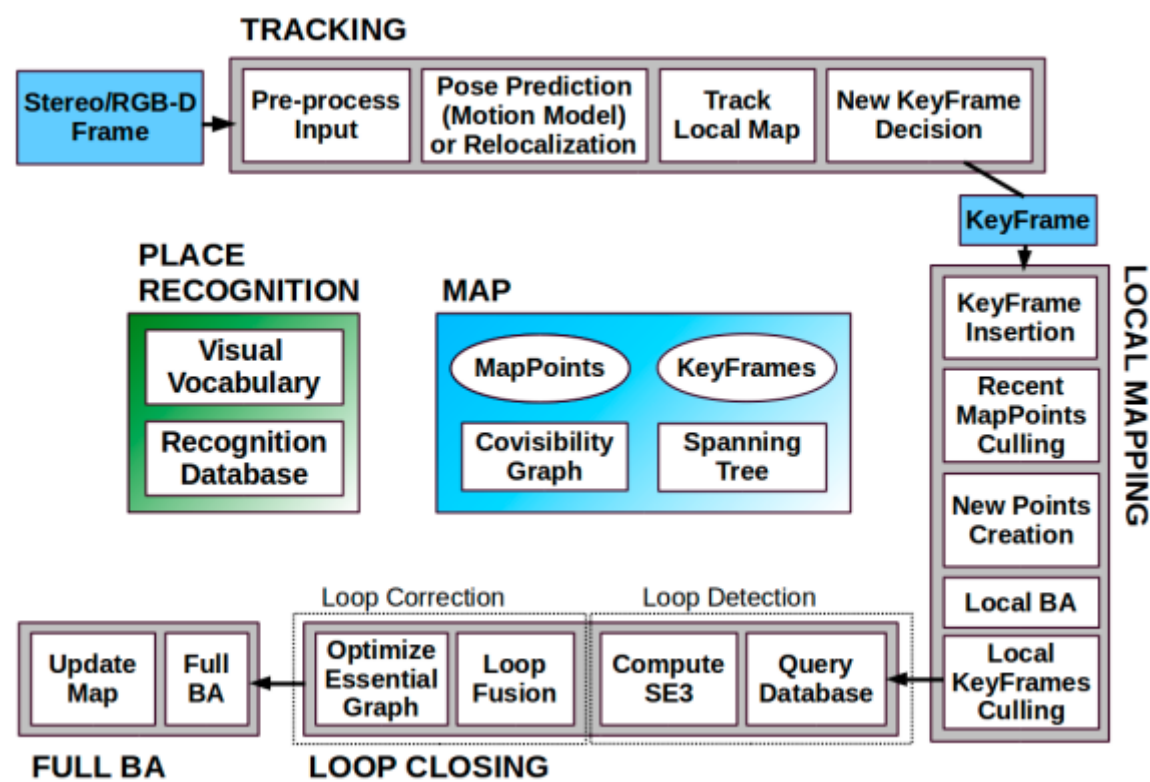 TRACKING
Stereo/RGB-D
Frame
Pre-process
Input
Pose Prediction
(Motion Model)
or Relocalization
Track
Local Map
New KeyFrame
Decision
KeyFrame
PLACE
RECOGNITION
Visual
Vocabulary
Recognition
Database
MAP
MapPoints
KeyFrames
Covisibility
Graph
Spanning
Tree
LOCAL MAPPING
KeyFrame
Insertion
Recent
MapPoints
Culling
New Points
Creation
Local BA
Local
KeyFrames
Culling
Loop Correction
Loop Detection
Update
Map
Full
BA
Optimize
Essential
Graph
Loop
Fusion
Compute
SE3
Query
Database
FULL BA
LOOP CLOSING